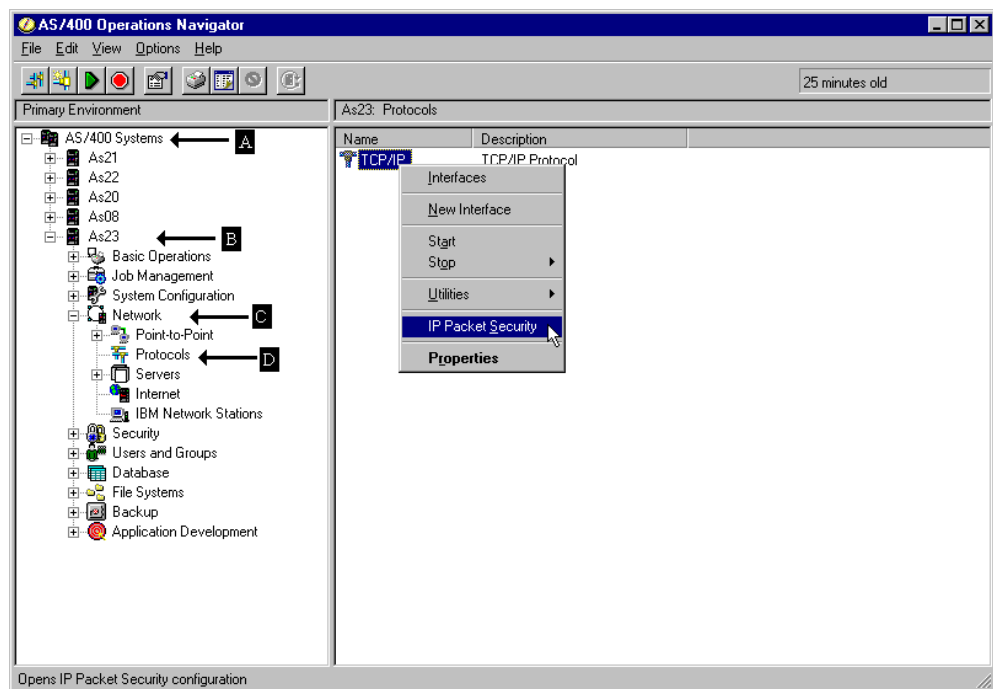 AS/400 Operations Navigator
File Edit View Options Help
25 minutes old
Primary Environment
As23: Protocols
AS/400 Systems A
As21
As22
As20
As08
As23 B
Basic Operations
Job Management
System Configuration
Network C
Point-to-Point
Protocols D
Servers
Internet
IBM Network Stations
Security
Users and Groups
Database
File Systems
Backup
Application Development
Name Description
TCP/IP TCP/IP Protocol
Interfaces
New Interface
Start
Stop
Utilities
IP Packet Security
Properties
Opens IP Packet Security configuration